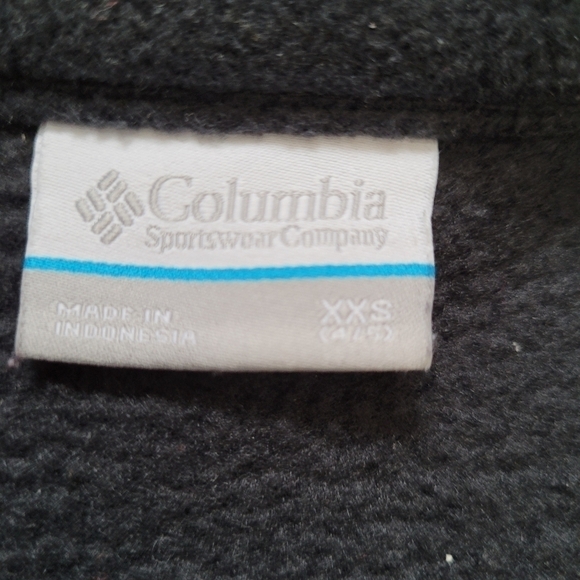 Columbia
Sportswear Company
MADE IN
INDONESIA
XXS
(4/5)